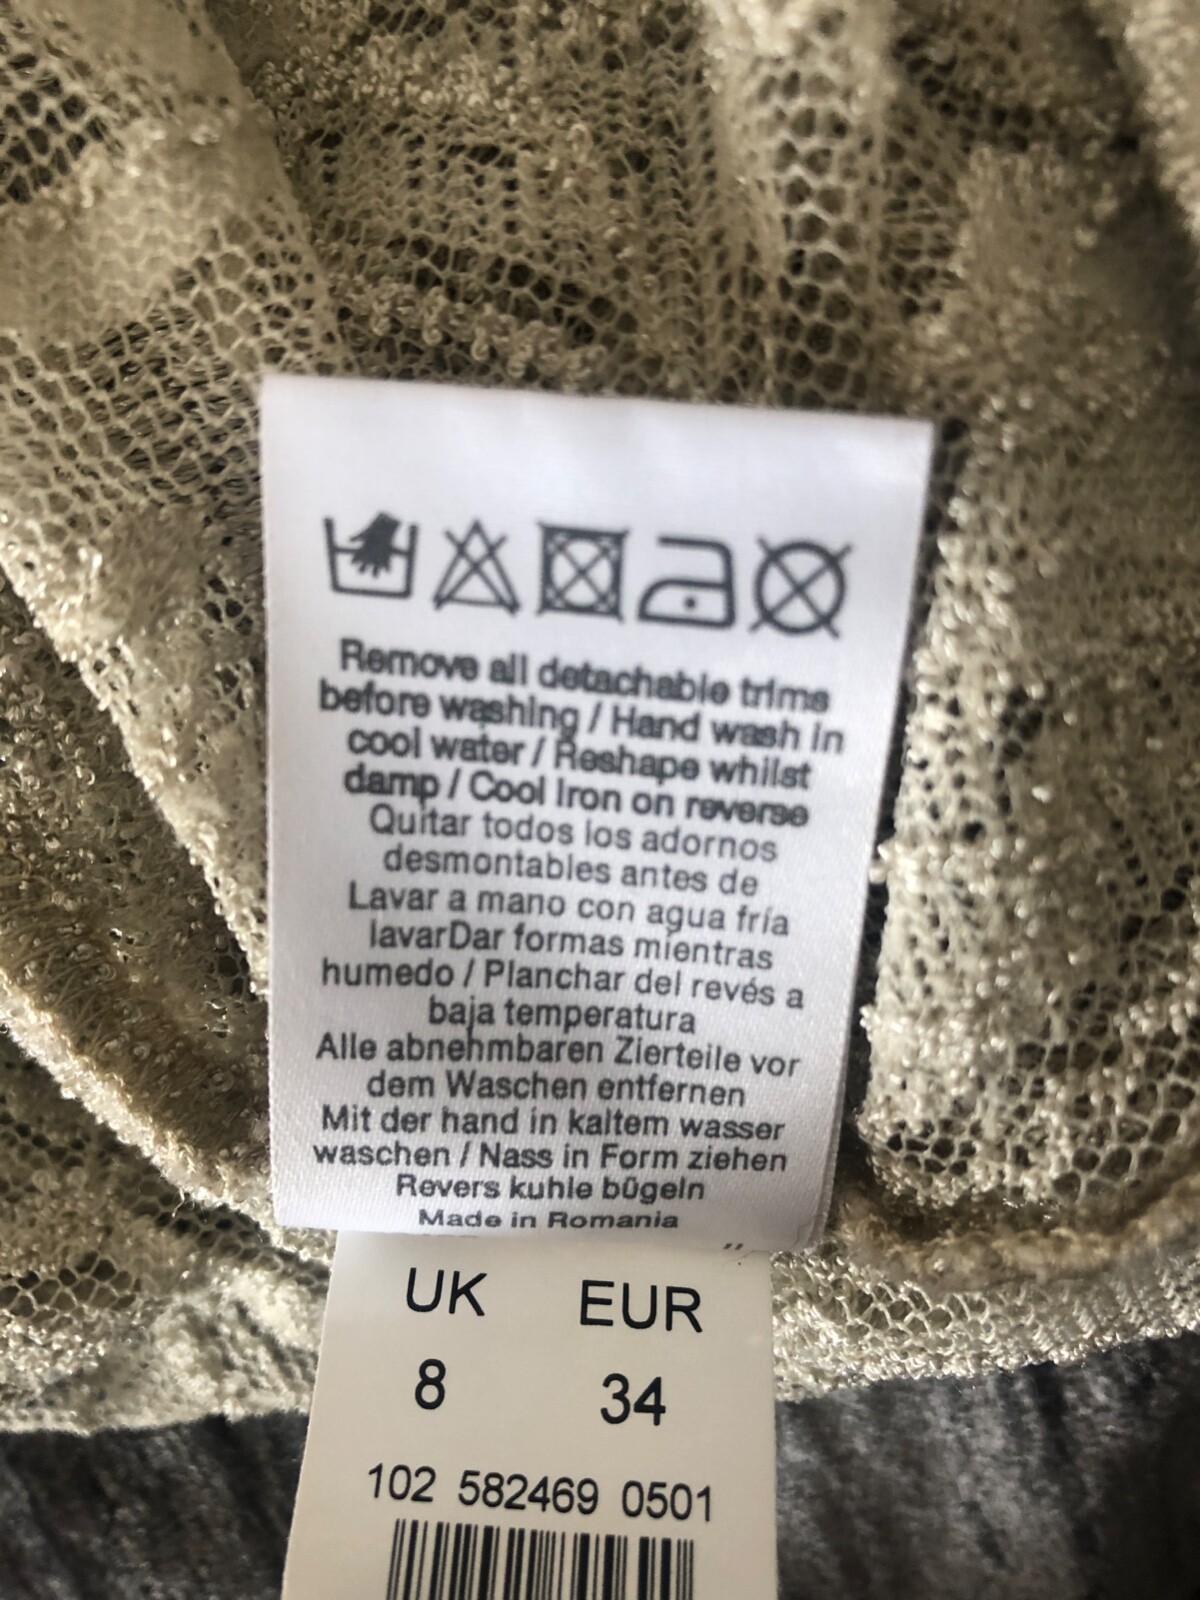 Remove all detachable trims
before washing / Hand wash in
cool water / Reshape whilst
damp / Cool Iron on reverse
Quitar todos los adornos
desmontables antes de
Lavar a mano con agua fría
lavarDar formas mientras
humedo / Planchar del revés a
baja temperatura
Alle abnehmbaren Zierteile vor
dem Waschen entfernen
Mit der hand in kaltem wasser
waschen / Nass in Form ziehen
Revers kuhle bügeln
Made in Romania
UK EUR
8 34
102 582469 0501